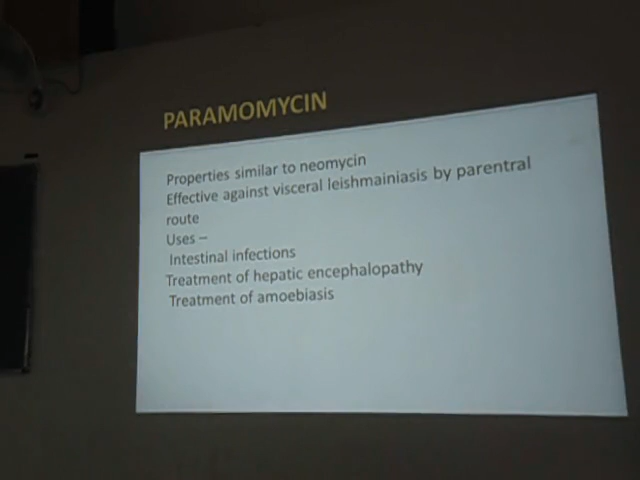 PARAMOMYCIN
Properties similar to neomycin
Effective against visceral leishmainiasis by parentral
route
Uses –
Intestinal infections
Treatment of hepatic encephalopathy
Treatment of amoebiasis